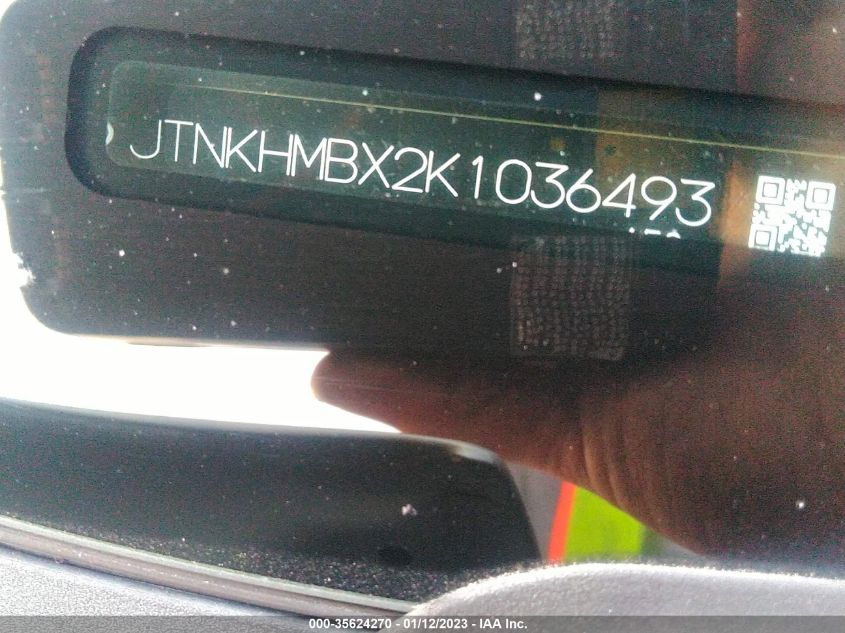 JTNKHMBX2K1036493
000-35624270 - 01/12/2023 - IAA Inc.